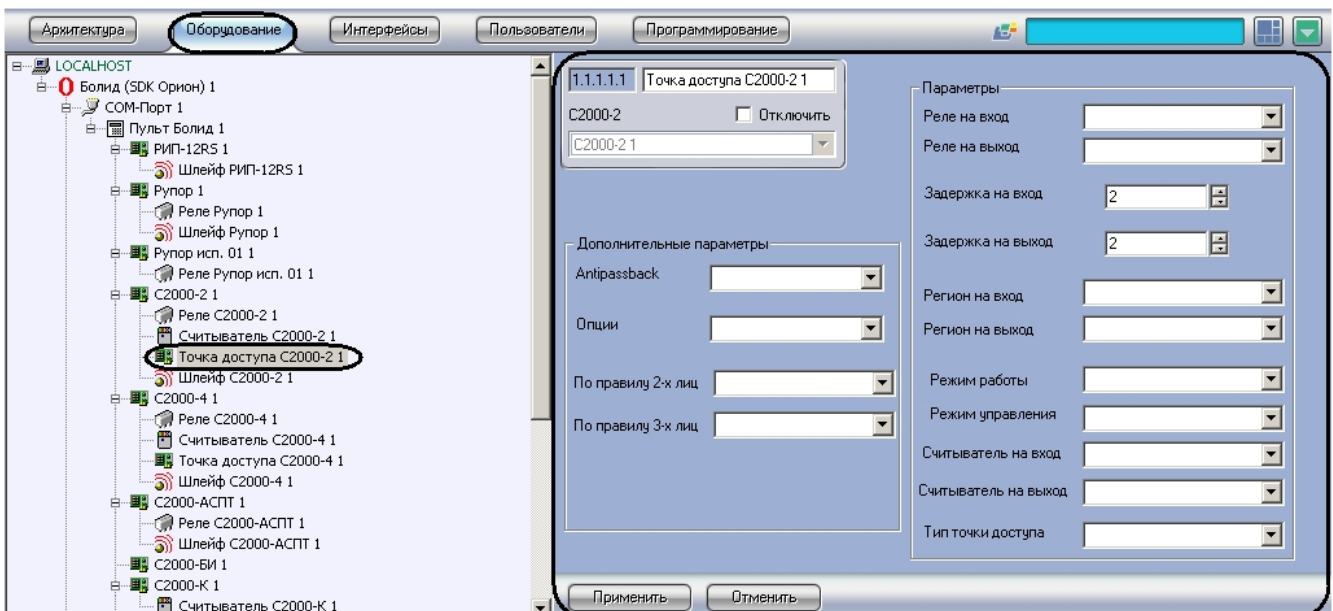 Архитектура
Оборудование
Интерфейсы
Пользователи
Программирование
LOCALHOST
Болид (SDK Орион) 1
COM-Порт 1
Пульт Болид 1
РИП-12RS 1
Шлейф РИП-12RS 1
Рупор 1
Реле Рупор 1
Шлейф Рупор 1
Рупор исп. 01 1
Реле Рупор исп. 01 1
С2000-2 1
Реле С2000-2 1
Считыватель С2000-2 1
Точка доступа С2000-2 1
Шлейф С2000-2 1
С2000-4 1
Реле С2000-4 1
Считыватель С2000-4 1
Точка доступа С2000-4 1
Шлейф С2000-4 1
С2000-АСПТ 1
Реле С2000-АСПТ 1
Шлейф С2000-АСПТ 1
С2000-БИ 1
С2000-К 1
Считыватель С2000-К 1
1.1.1.1.1
Точка доступа С2000-2 1
С2000-2
Отключить
С2000-2 1
Дополнительные параметры
Antipassback
Опции
По правилу 2-х лиц
По правилу 3-х лиц
Параметры
Реле на вход
Реле на выход
Задержка на вход
2
Задержка на выход
2
Регион на вход
Регион на выход
Режим работы
Режим управления
Считыватель на вход
Считыватель на выход
Тип точки доступа
Применить
Отменить